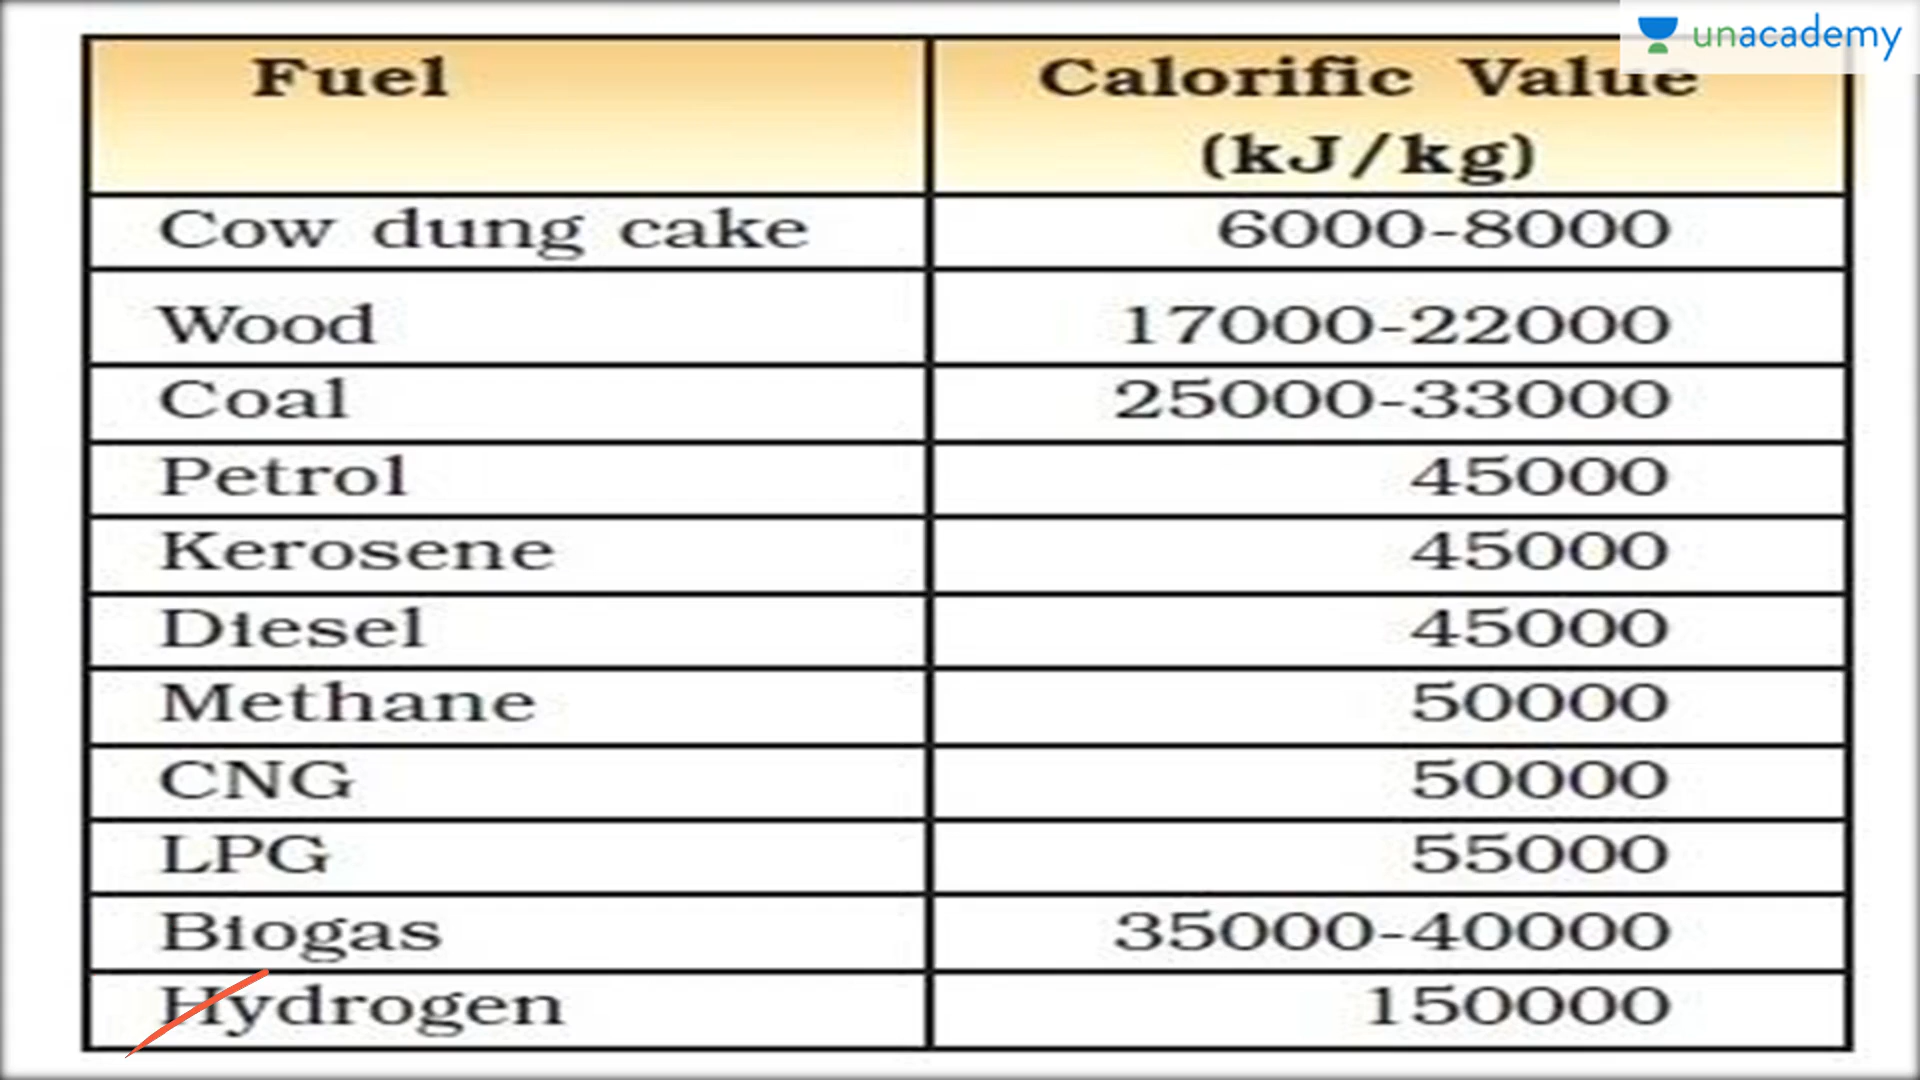 unacademy
Fuel Calorific Value
(kJ/kg)
Cow dung cake 6000-8000
Wood 17000-22000
Coal 25000-33000
Petrol 45000
Kerosene 45000
Diesel 45000
Methane 50000
CNG 50000
LPG 55000
Biogas 35000-40000
Hydrogen 150000